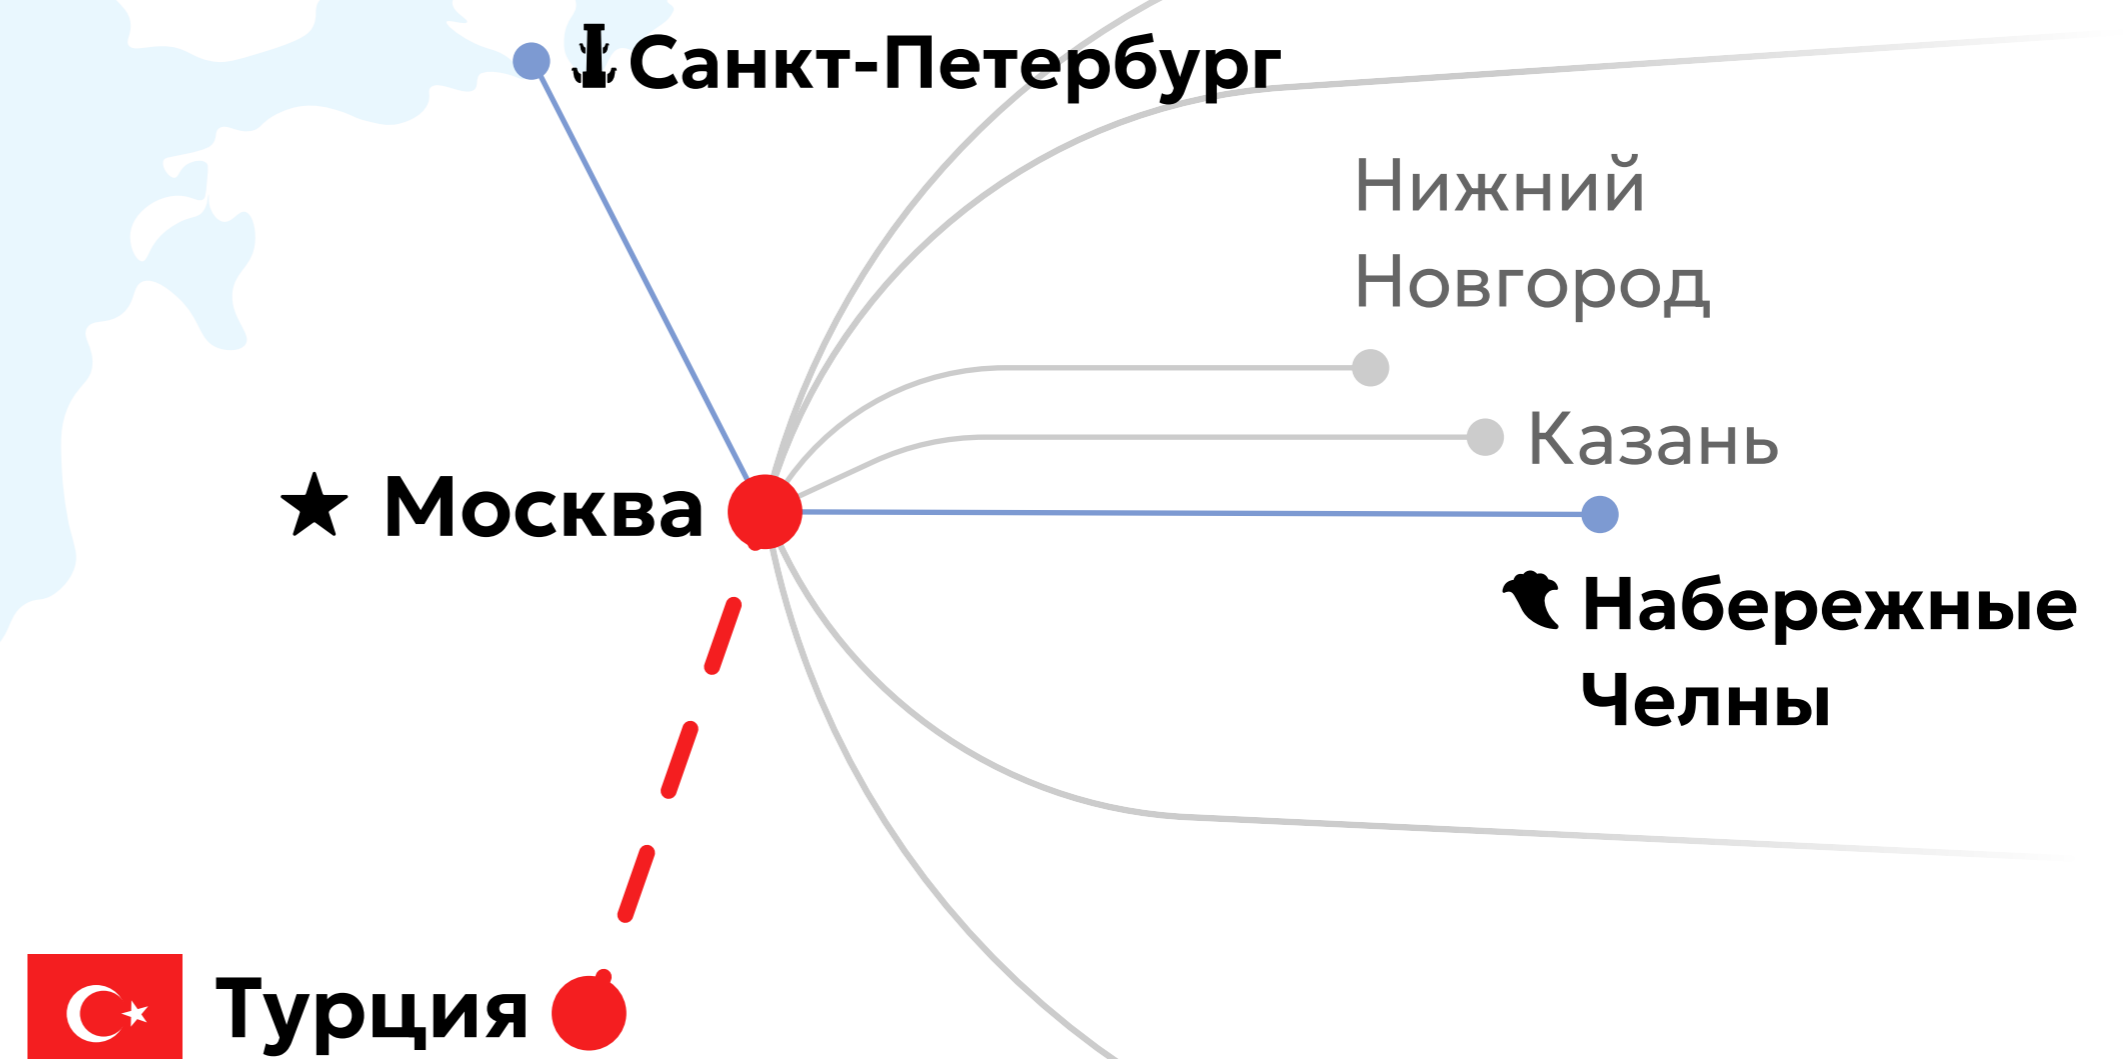 Санкт-Петербург
Нижний
Новгород
Казань
Москва
Набережные
Челны
Турция